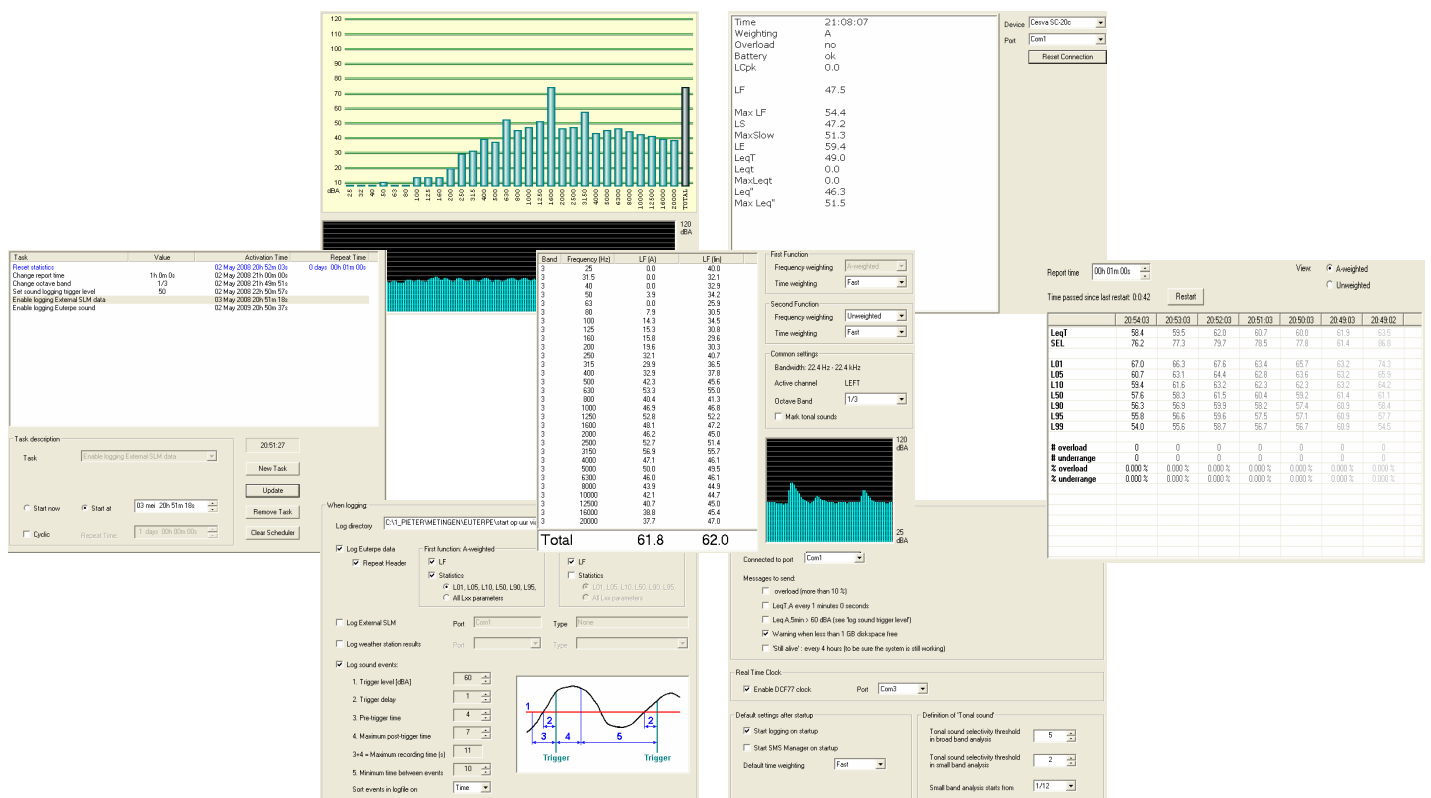 120
110
100
90
80
70
60
50
40
30
20
10
dBA
25 32 40 50 63 80 100 125 160 200 250 315 400 500 630 800 1000 1250 1600 2000 2500 3150 4000 5000 6300 8000 10000 12500 16000 20000 TOTAL
120
dBA
Time 21:08:07
Weighting A
Overload no
Battery ok
LCpk 0.0
LF 47.5
Max LF 54.4
LS 47.2
MaxSlow 51.3
LE 59.4
LeqT 49.0
Leqt 0.0
MaxLeqt 0.0
Leq" 46.3
Max Leq" 51.5
Device Cesva SC-20c
Port Com1
Reset Connection
Task Value Activation Time Repeat Time
Reset statistics 02 May 2008 20h 52m 03s 0 days 00h 01m 00s
Change report time 1h 0m 0s 02 May 2008 21h 00m 00s
Change octave band 1/3 02 May 2008 21h 49m 51s
Set sound logging trigger level 50 02 May 2008 22h 50m 57s
Enable logging External SLM data 03 May 2008 20h 51m 18s
Enable logging Euterpe sound 02 May 2009 20h 50m 37s
Task description
Task Enable logging External SLM data
Start now Start at 03 mei 20h 51m 18s
Cyclic Repeat Time: 1 days 00h 00m 00s
20:51:27
New Task
Update
Remove Task
Clear Scheduler
Band Frequency (Hz) LF (A) LF (lin)
3 25 0.0 40.0
3 31.5 0.0 32.1
3 40 0.0 32.9
3 50 3.9 34.2
3 63 0.0 25.9
3 80 7.9 30.5
3 100 14.3 34.5
3 125 15.3 30.8
3 160 15.8 29.6
3 200 19.6 30.3
3 250 32.1 40.7
3 315 29.9 36.5
3 400 32.9 37.8
3 500 42.3 45.6
3 630 53.3 55.0
3 800 40.4 41.3
3 1000 46.9 46.8
3 1250 52.8 52.2
3 1600 48.1 47.2
3 2000 46.2 45.0
3 2500 52.7 51.4
3 3150 56.9 55.7
3 4000 47.1 46.1
3 5000 50.0 49.5
3 6300 46.0 46.1
3 8000 43.9 44.9
3 10000 42.1 44.7
3 12500 40.7 45.0
3 16000 38.8 45.4
3 20000 37.7 47.0
Total 61.8 62.0
First Function
Frequency weighting A-weighted
Time weighting Fast
Second Function
Frequency weighting Unweighted
Time weighting Fast
Common settings
Bandwidth: 22.4 Hz - 22.4 kHz
Active channel LEFT
Octave Band 1/3
Mark tonal sounds
120
dBA
25
dBA
Report time 00h 01m 00s
View: A-weighted
Unweighted
Time passed since last restart: 0:0:42 Restart
20:54:03 20:53:03 20:52:03 20:51:03 20:50:03 20:49:03 20:49:02
LeqT 58.4 59.5 62.0 60.7 60.0 61.9 63.5
SEL 76.2 77.3 79.7 78.5 77.8 61.4 86.8
L01 67.0 66.3 67.6 63.4 65.7 63.2 74.3
L05 60.7 63.1 64.4 62.8 63.6 63.2 65.9
L10 59.4 61.6 63.2 62.3 62.3 63.2 64.2
L50 57.6 58.3 61.5 60.4 59.2 61.4 61.1
L90 56.3 56.9 59.9 58.2 57.4 60.9 58.4
L95 55.8 56.6 59.6 57.5 57.1 60.9 57.7
L99 54.0 55.6 58.7 56.7 56.7 60.9 54.5
# overload 0 0 0 0 0 0 0
# underrange 0 0 0 0 0 0 0
% overload 0.000 % 0.000 % 0.000 % 0.000 % 0.000 % 0.000 % 0.000 %
% underrange 0.000 % 0.000 % 0.000 % 0.000 % 0.000 % 0.000 % 0.000 %
When logging:
Log directory C:\1_PIETER\METINGEN\EUTERPE\start op uur
Log Euterpe data
Repeat Header
First function: A-weighted
LF
Statistics
L01, L05, L10, L50, L90, L95,
All Lxx parameters
LF
Statistics
L01, L05, L10, L50, L90, L95,
All Lxx parameters
Log External SLM Port Com1 Type None
Log weather station results Port Type
Log sound events:
1. Trigger level [dBA] 60
2. Trigger delay 1
3. Pre-trigger time 4
4. Maximum post-trigger time 7
3+4 = Maximum recording time (s) 11
5. Minimum time between events 10
Sort events in logfile on Time
1
2 2
3 4 5
Trigger Trigger
Connected to port Com1
Messages to send:
overload (more than 10 %)
LeqT,A every 1 minutes 0 seconds
Leq A,5min > 60 dBA (see 'log sound trigger level')
Warning when less than 1 GB diskspace free
'Still alive' : every 4 hours (to be sure the system is still working)
Real Time Clock
Enable DCF77 clock Port Com3
Default settings after startup
Start logging on startup
Start SMS Manager on startup
Default time weighting Fast
Definition of 'Tonal sound'
Tonal sound selectivity threshold
in broad band analysis 5
Tonal sound selectivity threshold
in small band analysis 2
Small band analysis starts from 1/12